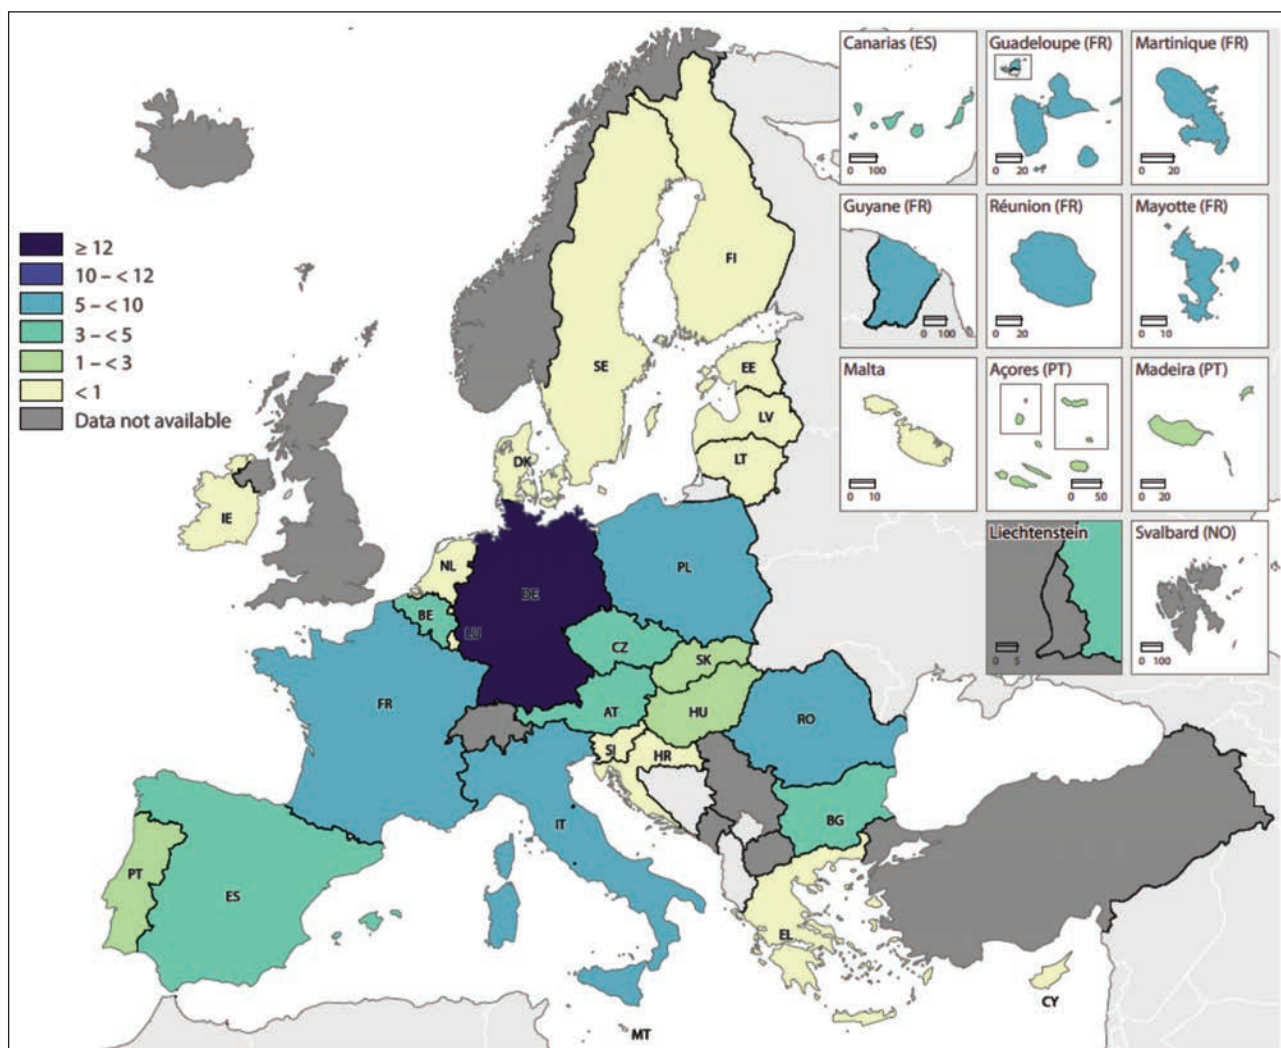 Canarias (ES)
0 100
Guadeloupe (FR)
0 20
Martinique (FR)
0 20
Guyane (FR)
0 100
Réunion (FR)
0 20
Mayotte (FR)
0 10
Malta
0 10
Açores (PT)
0 50
Madeira (PT)
0 20
Liechtenstein
0 5
Svalbard (NO)
0 100
≥ 12
10 – < 12
5 – < 10
3 – < 5
1 – < 3
< 1
Data not available
FI
SE
EE
LV
LT
DK
IE
NL
PL
DE
BE
LU
CZ
SK
FR
AT
HU
RO
SI
HR
IT
BG
PT
ES
EL
CY
MT